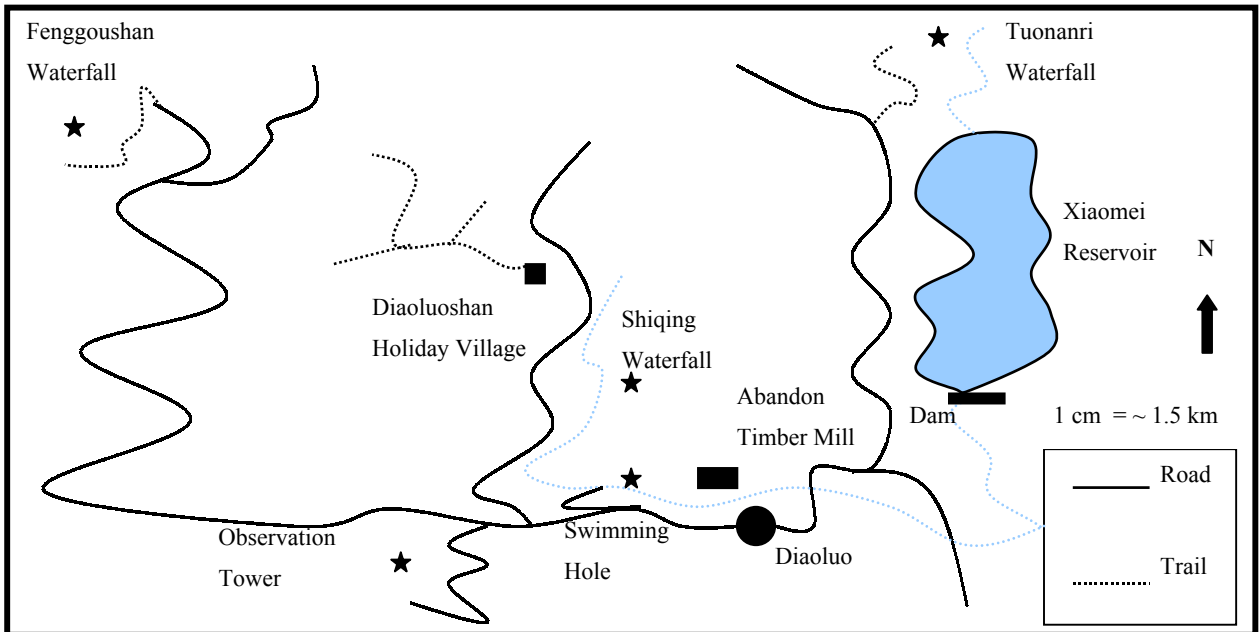 Fenggoushan
Waterfall
Tuonanri
Waterfall
Xiaomei
Reservoir
N
Diaoluoshan
Holiday Village
Shiqing
Waterfall
Abandon
Timber Mill
Dam
1 cm = ~ 1.5 km
Road
Observation
Tower
Swimming
Hole
Diaoluo
Trail